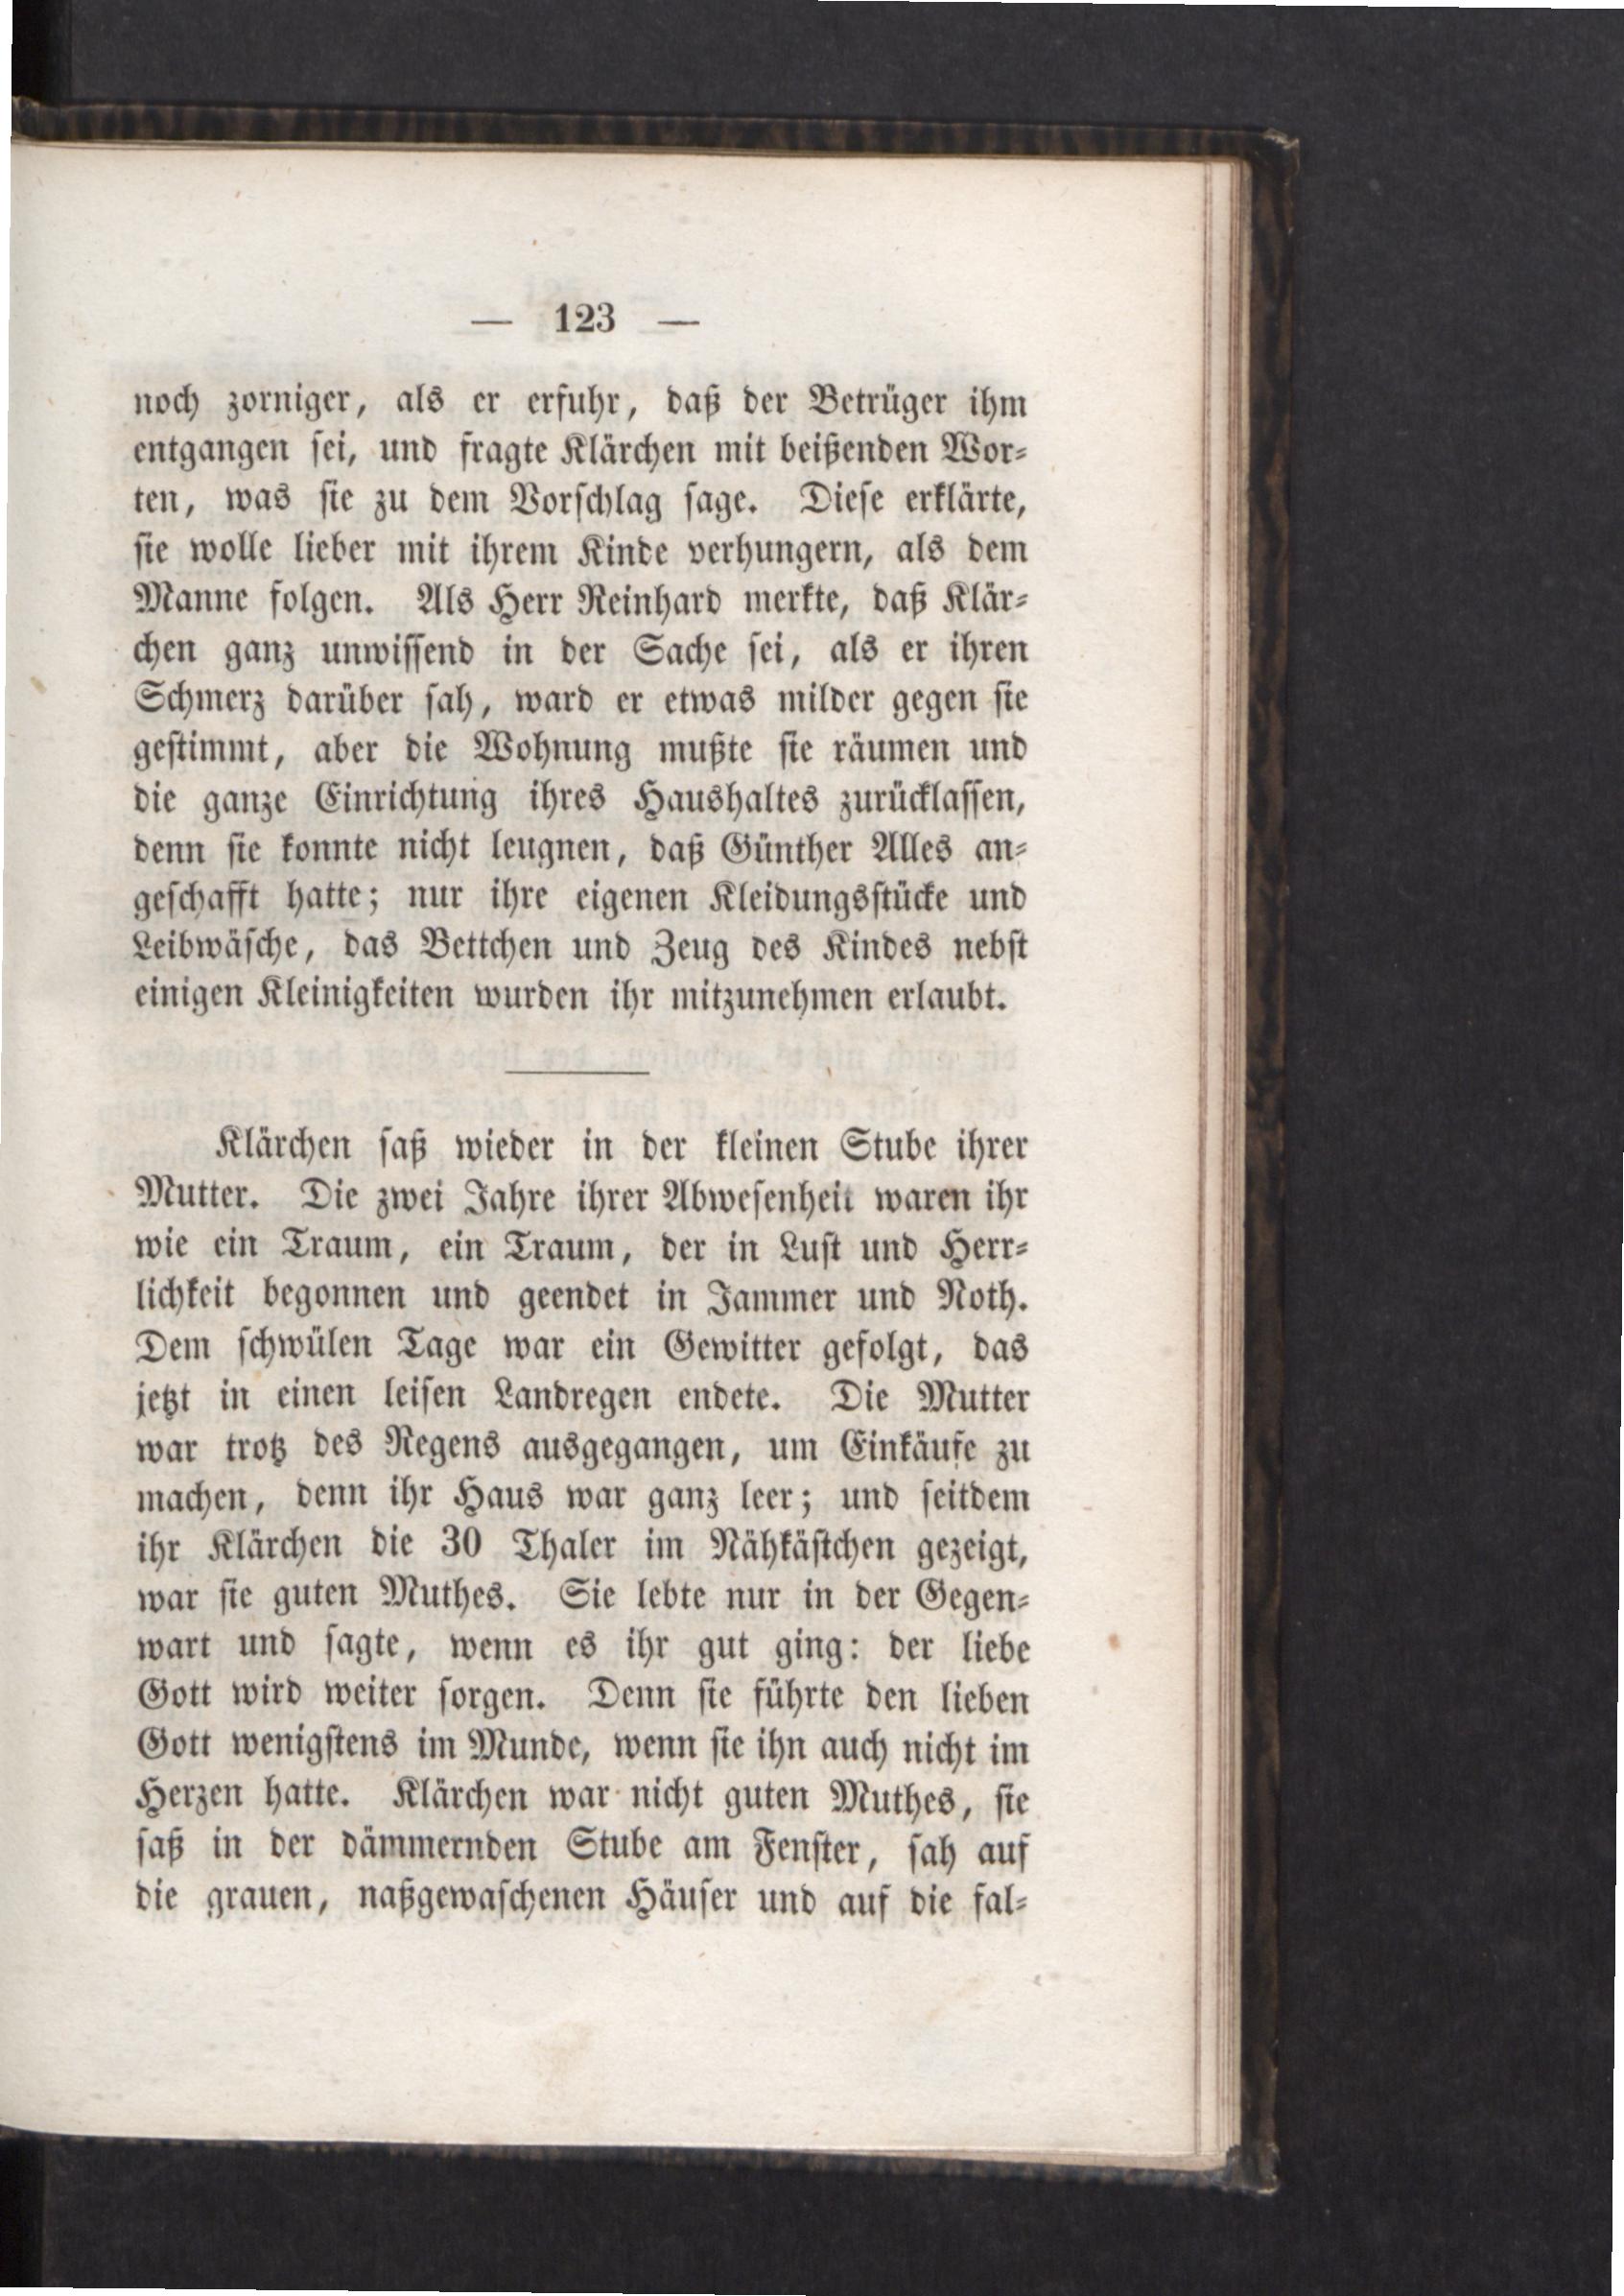 — 123 —
noch zorniger, als er erfuhr, daß der Betrüger ihm
entgangen sei, und fragte Klärchen mit beißenden Wor-
ten, was sie zu dem Vorschlag sage. Diese erklärte,
sie wolle lieber mit ihrem Kinde verhungern, als dem
Manne folgen. Als Herr Reinhard merkte, daß Klär-
chen ganz unwissend in der Sache sei, als er ihren
Schmerz darüber sah, ward er etwas milder gegen sie
gestimmt, aber die Wohnung mußte sie räumen und
die ganze Einrichtung ihres Haushaltes zurücklassen,
denn sie konnte nicht leugnen, daß Günther Alles an-
geschafft hatte; nur ihre eigenen Kleidungsstücke und
Leibwäsche, das Bettchen und Zeug des Kindes nebst
einigen Kleinigkeiten wurden ihr mitzunehmen erlaubt.
Klärchen saß wieder in der kleinen Stube ihrer
Mutter. Die zwei Jahre ihrer Abwesenheit waren ihr
wie ein Traum, ein Traum, der in Lust und Herr-
lichkeit begonnen und geendet in Jammer und Noth.
Dem schwülen Tage war ein Gewitter gefolgt, das
jetzt in einen leisen Landregen endete. Die Mutter
war trotz des Regens ausgegangen, um Einkäufe zu
machen, denn ihr Haus war ganz leer; und seitdem
ihr Klärchen die 30 Thaler im Nähkästchen gezeigt,
war sie guten Muthes. Sie lebte nur in der Gegen-
wart und sagte, wenn es ihr gut ging: der liebe
Gott wird weiter sorgen. Denn sie führte den lieben
Gott wenigstens im Munde, wenn sie ihn auch nicht im
Herzen hatte. Klärchen war nicht guten Muthes, sie
saß in der dämmernden Stube am Fenster, sah auf
die grauen, naßgewaschenen Häuser und auf die fal-